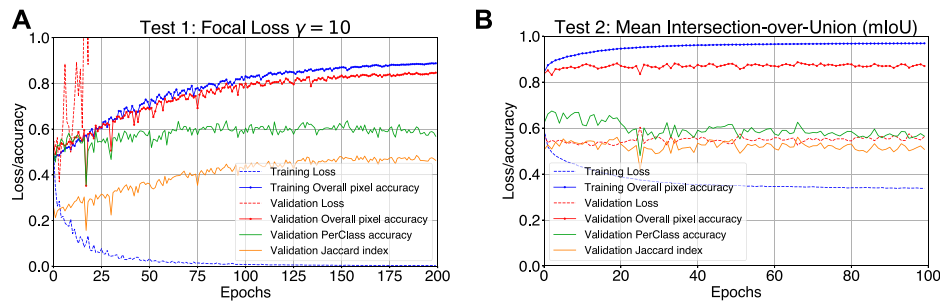 A
Test 1: Focal Loss γ = 10
Loss/accuracy
1.0
0.8
0.6
0.4
0.2
0.0
Training Loss
Training Overall pixel accuracy
Validation Loss
Validation Overall pixel accuracy
Validation PerClass accuracy
Validation Jaccard index
0 25 50 75 100 125 150 175 200
Epochs
B
Test 2: Mean Intersection-over-Union (mIoU)
Loss/accuracy
1.0
0.8
0.6
0.4
0.2
0.0
Training Loss
Training Overall pixel accuracy
Validation Loss
Validation Overall pixel accuracy
Validation PerClass accuracy
Validation Jaccard index
0 20 40 60 80 100
Epochs